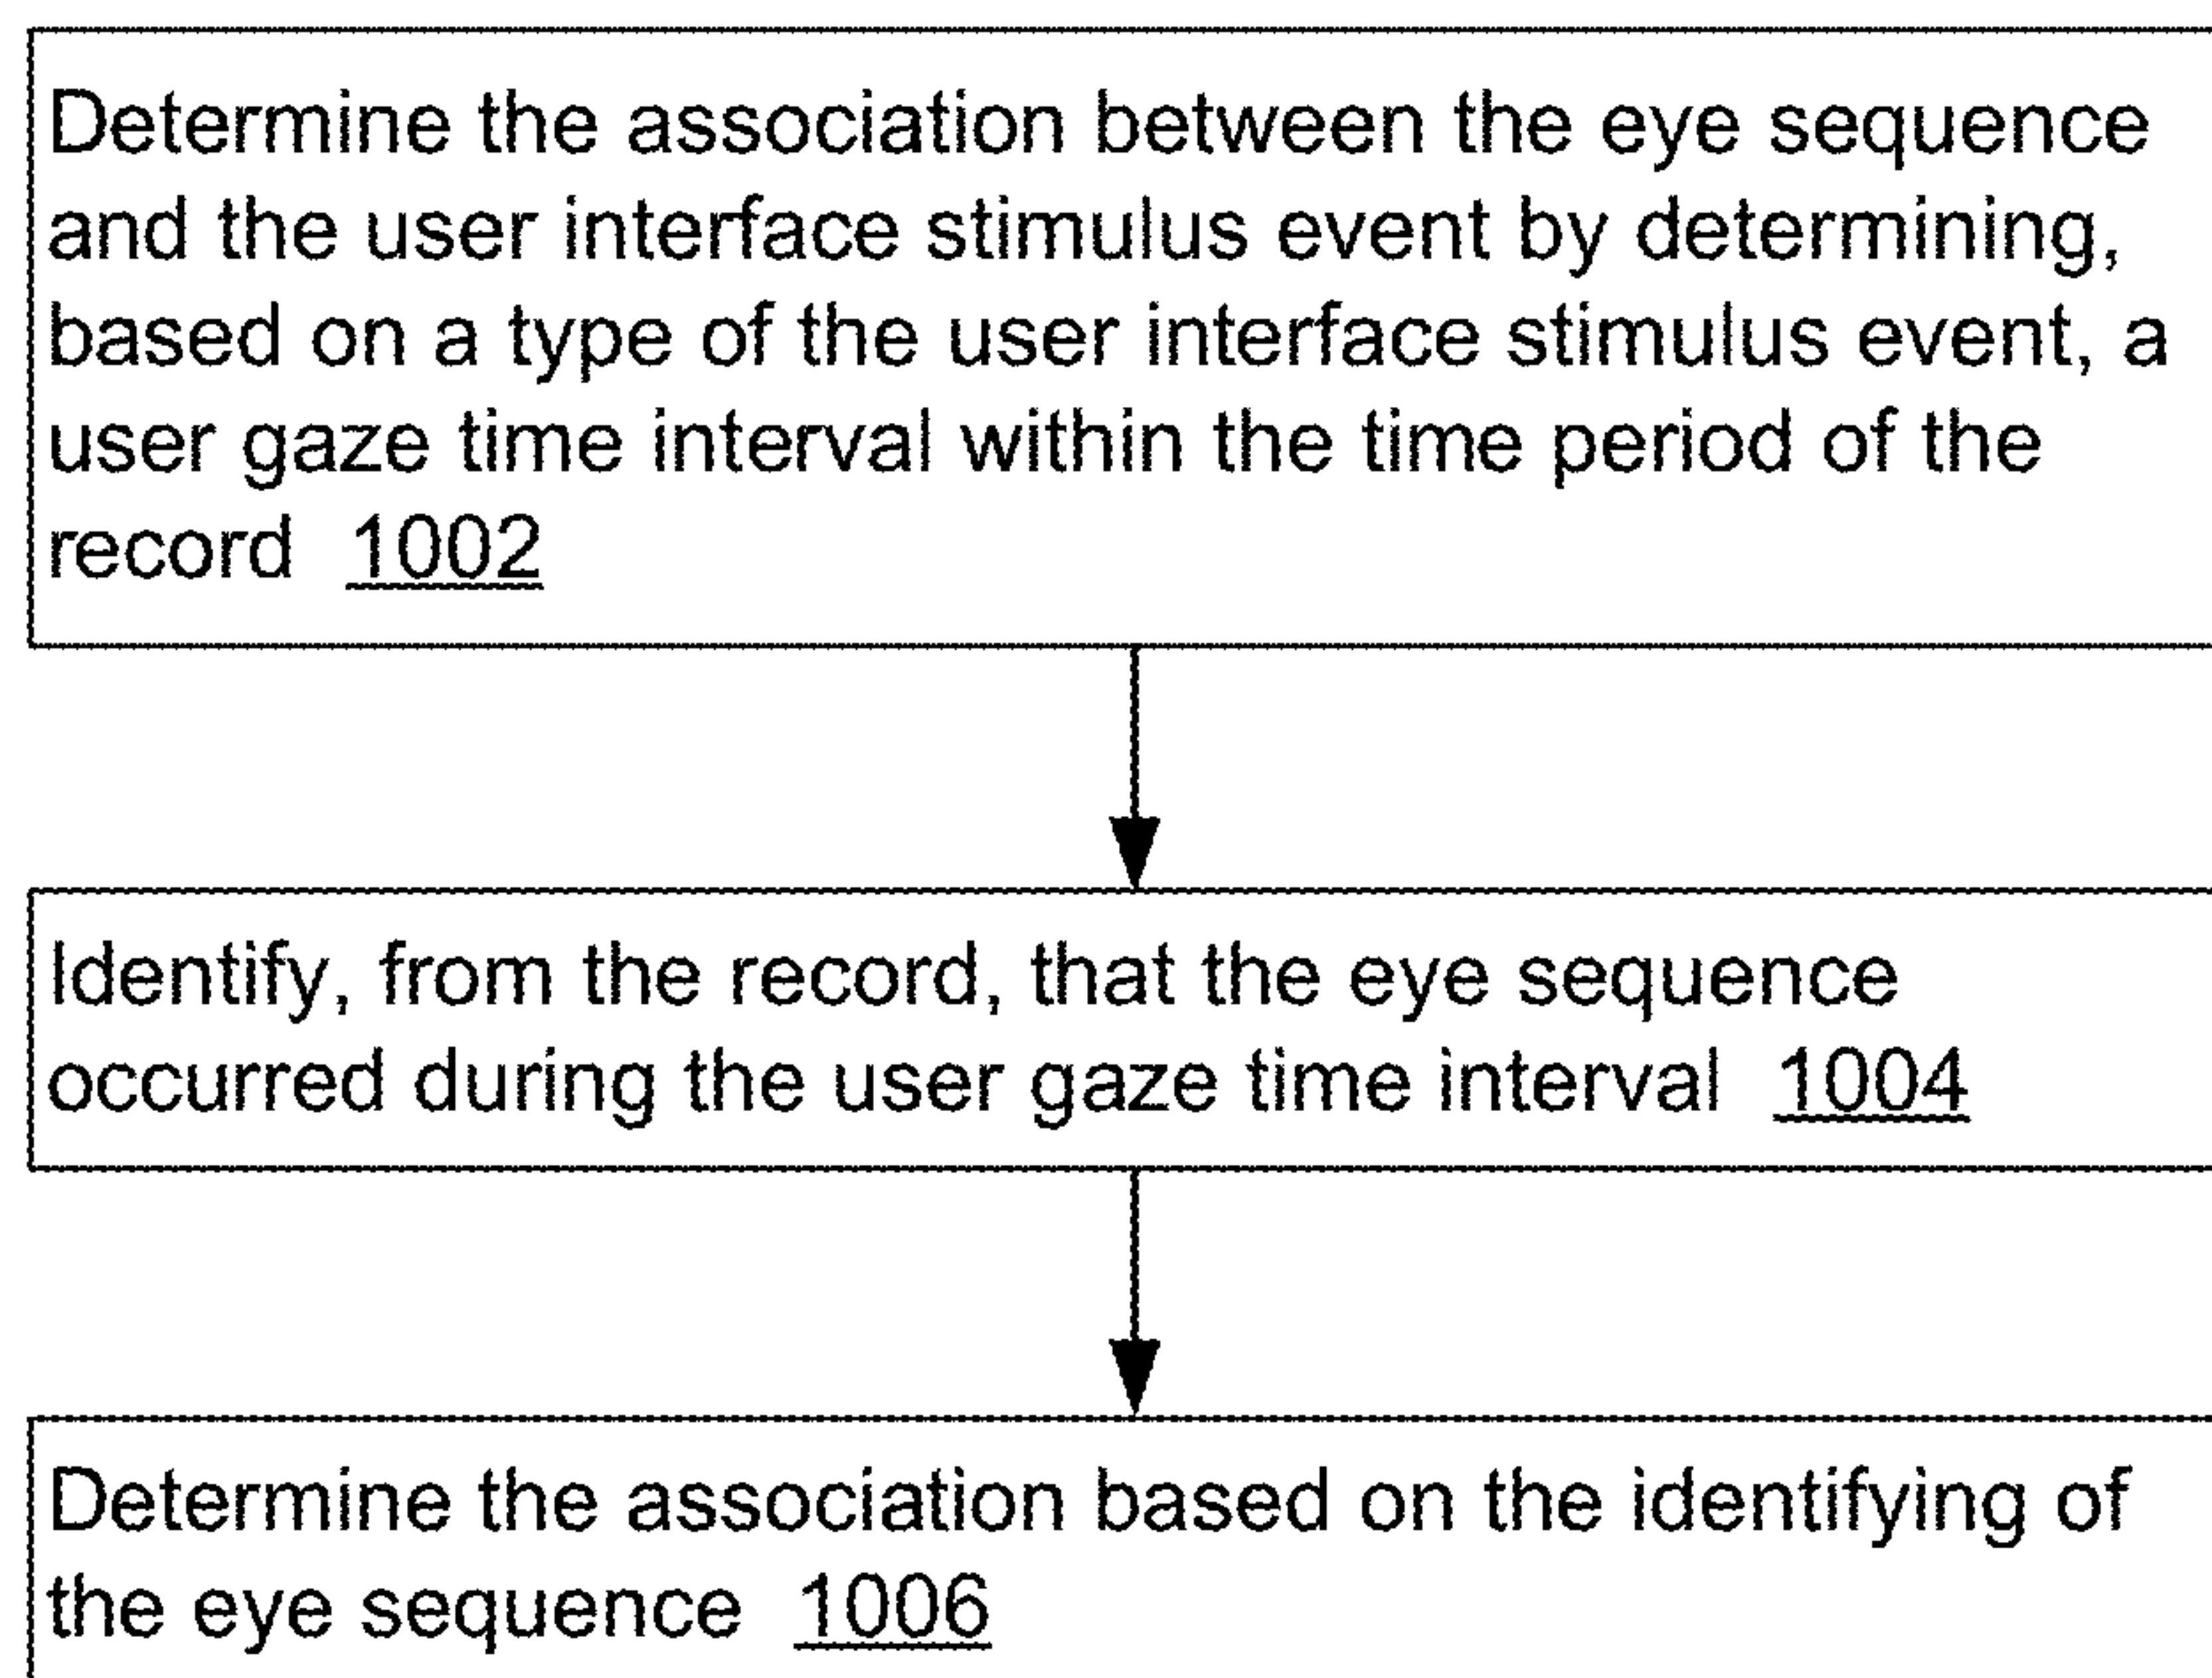 Determine the association between the eye sequence
and the user interface stimulus event by determining,
based on a type of the user interface stimulus event, a
user gaze time interval within the time period of the
record 1002
Identify, from the record, that the eye sequence
occurred during the user gaze time interval 1004
Determine the association based on the identifying of
the eye sequence 1006